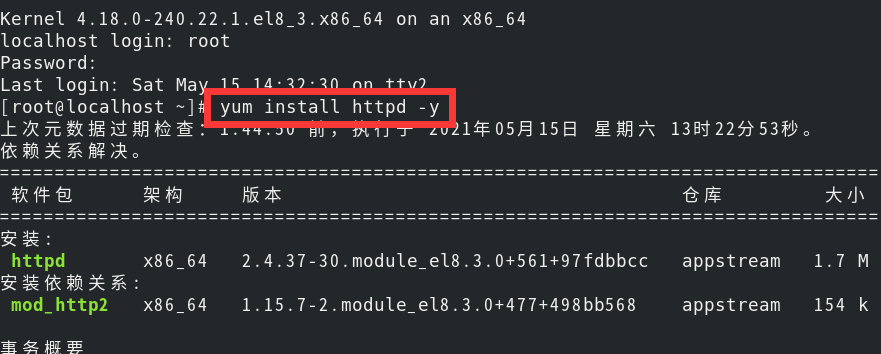 Kernel 4.18.0-240.22.1.el8_3.x86_64 on an x86_64
localhost login: root
Password:
Last login: Sat May 15 14:32:30 on tty2
[root@localhost ~]# yum install httpd -y
上次元数据过期检查：1:44:50 前，执行于 2021年05月15日 星期六 13时22分53秒。
依赖关系解决。
================================================================================
软件包 架构 版本 仓库 大小
================================================================================
安装:
httpd x86_64 2.4.37-30.module_el8.3.0+561+97fdbbcc appstream 1.7 M
安装依赖关系:
mod_http2 x86_64 1.15.7-2.module_el8.3.0+477+498bb568 appstream 154 k
事务概要